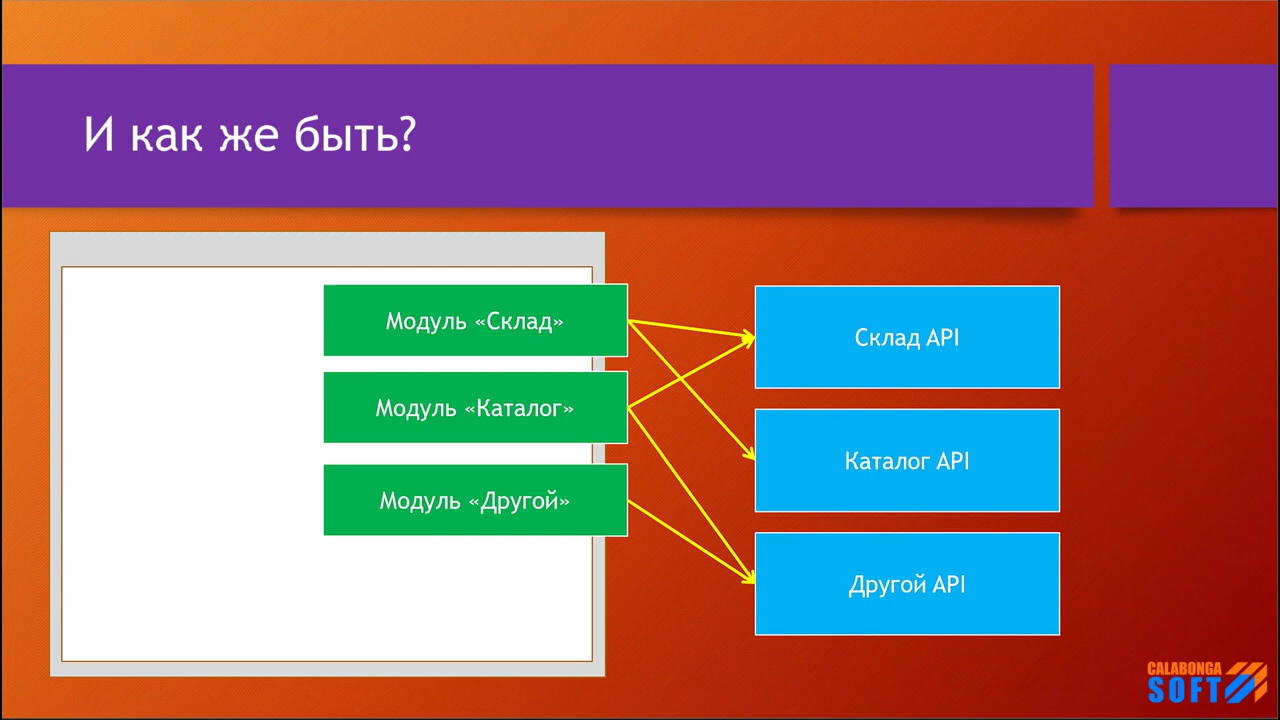 И как же быть?
Модуль «Склад»
Модуль «Каталог»
Модуль «Другой»
Склад API
Каталог API
Другой API
CALABONGA
SOFT